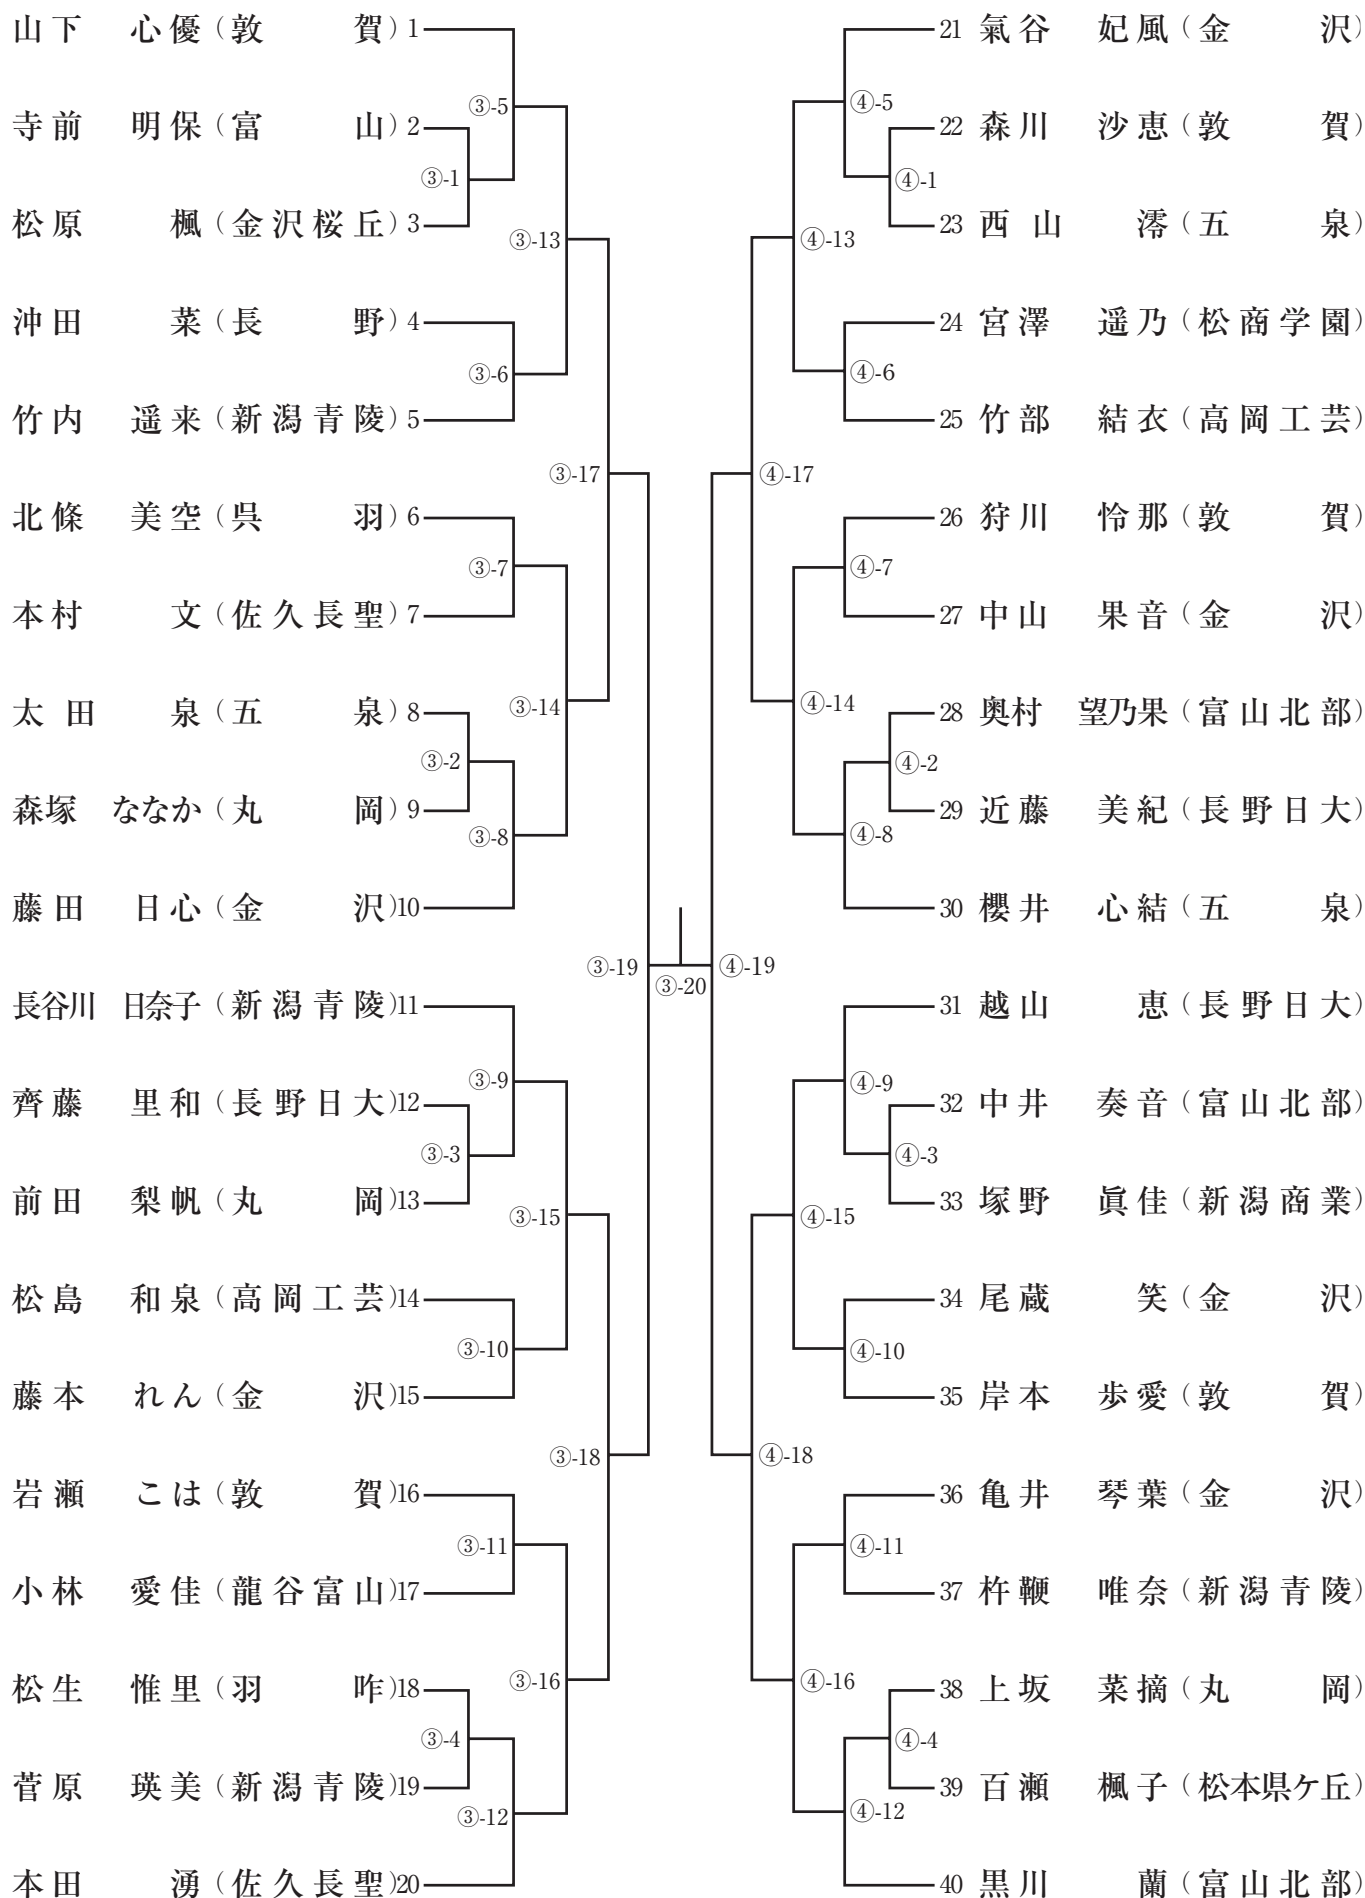 山下 心優（敦賀）1
③-5
寺前 明保（富山）2
③-1
松原 楓（金沢桜丘）3
③-13
沖田 菜（長野）4
③-6
竹内 遥来（新潟青陵）5
③-17
北條 美空（呉羽）6
③-7
本村 文（佐久長聖）7
③-14
太田 泉（五泉）8
③-2
森塚 ななか（丸岡）9
③-8
藤田 日心（金沢）10
③-19
長谷川 日奈子（新潟青陵）11
③-9
齊藤 里和（長野日大）12
③-3
前田 梨帆（丸岡）13
③-15
松島 和泉（高岡工芸）14
③-10
藤本 れん（金沢）15
③-18
岩瀬 こは（敦賀）16
③-11
小林 愛佳（龍谷富山）17
③-16
松生 惟里（羽咋）18
③-4
菅原 瑛美（新潟青陵）19
③-12
本田 湧（佐久長聖）20
③-20
21 氣谷 妃風（金沢）
④-5
22 森川 沙恵（敦賀）
④-1
23 西山 澪（五泉）
④-13
24 宮澤 遥乃（松商学園）
④-6
25 竹部 結衣（高岡工芸）
④-17
26 狩川 怜那（敦賀）
④-7
27 中山 果音（金沢）
④-14
28 奥村 望乃果（富山北部）
④-2
29 近藤 美紀（長野日大）
④-8
30 櫻井 心結（五泉）
④-19
31 越山 恵（長野日大）
④-9
32 中井 奏音（富山北部）
④-3
33 塚野 眞佳（新潟商業）
④-15
34 尾蔵 笑（金沢）
④-10
35 岸本 歩愛（敦賀）
④-18
36 亀井 琴葉（金沢）
④-11
37 杵鞭 唯奈（新潟青陵）
④-16
38 上坂 菜摘（丸岡）
④-4
39 百瀬 楓子（松本県ケ丘）
④-12
40 黒川 蘭（富山北部）